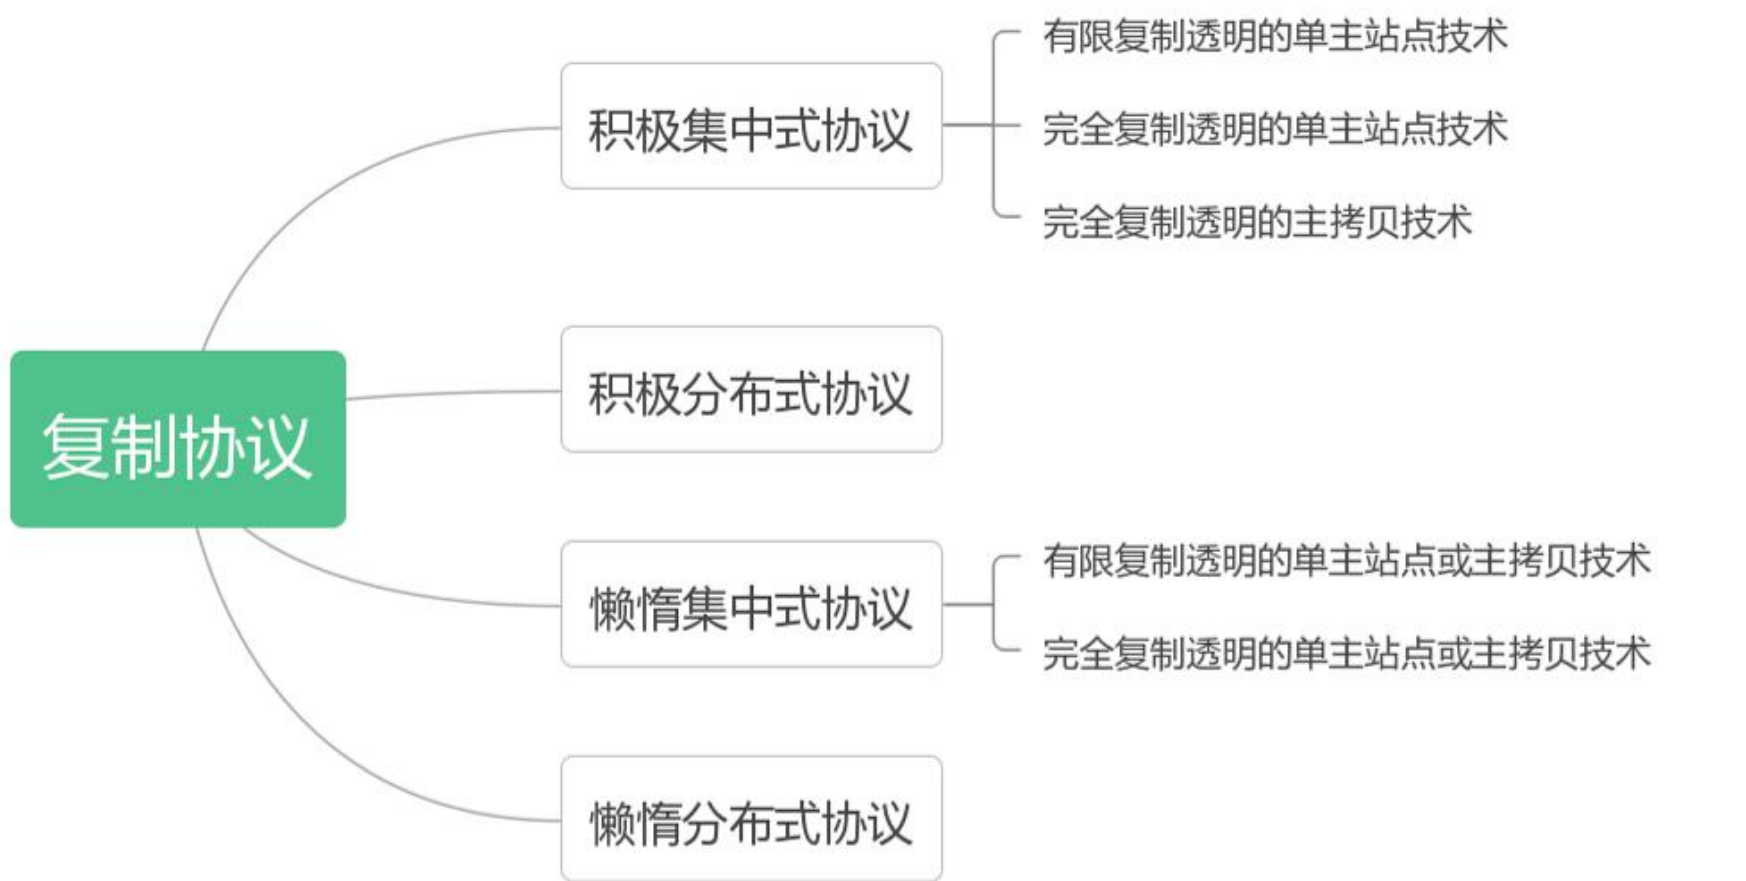 复制协议
积极集中式协议
有限复制透明的单主站点技术
完全复制透明的单主站点技术
完全复制透明的主拷贝技术
积极分布式协议
懒惰集中式协议
有限复制透明的单主站点或主拷贝技术
完全复制透明的单主站点或主拷贝技术
懒惰分布式协议